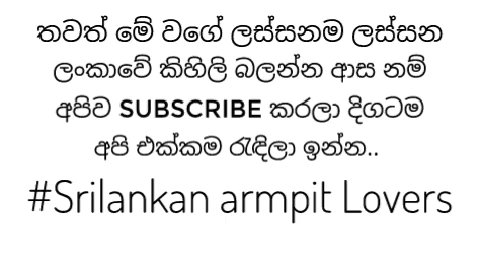 තවත් මේ වගේ ලස්සනම ලස්සන
ලංකාවේ කිහිලි බලන්න ආස නම්
අපිව SUBSCRIBE කරලා දිගටම
අපි එක්කම රැඳිලා ඉන්න..
#Srilankan armpit Lovers